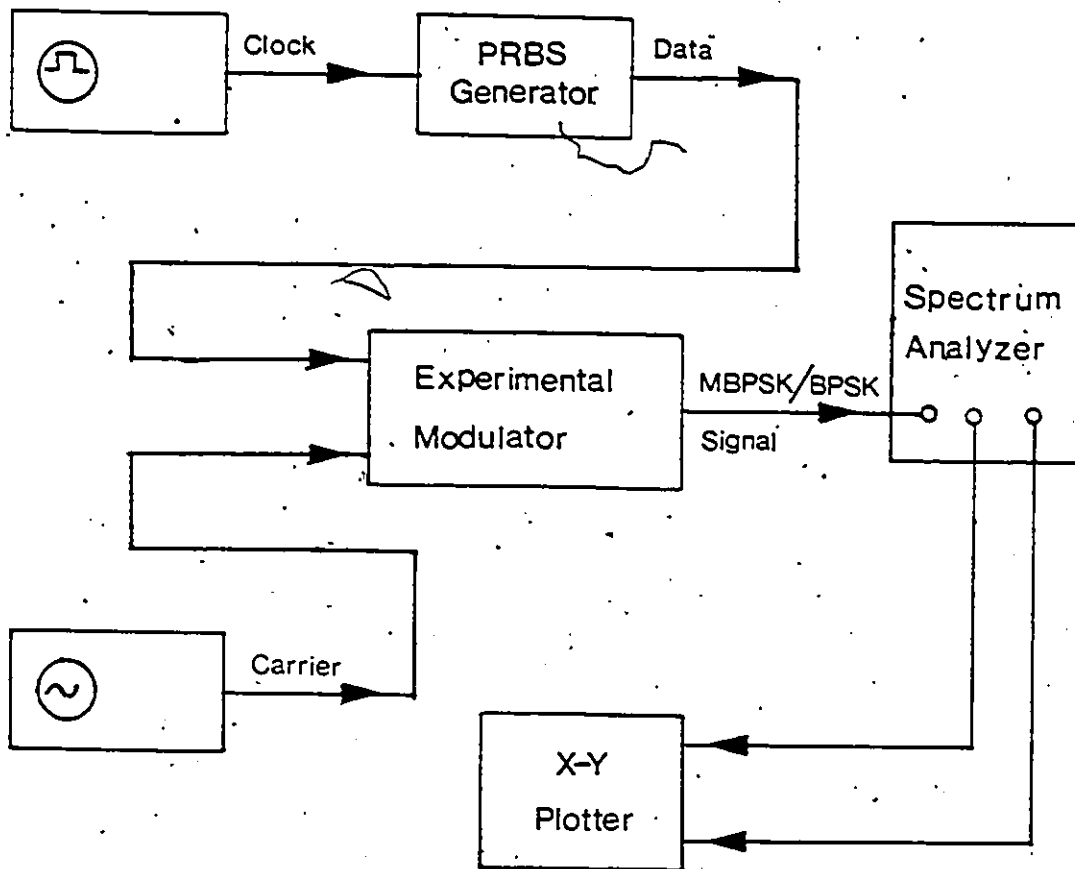 Clock
PRBS
Generator
Data
Spectrum
Analyzer
Experimental
Modulator
MBPSK/BPSK
Signal
Carrier
X-Y
Plotter